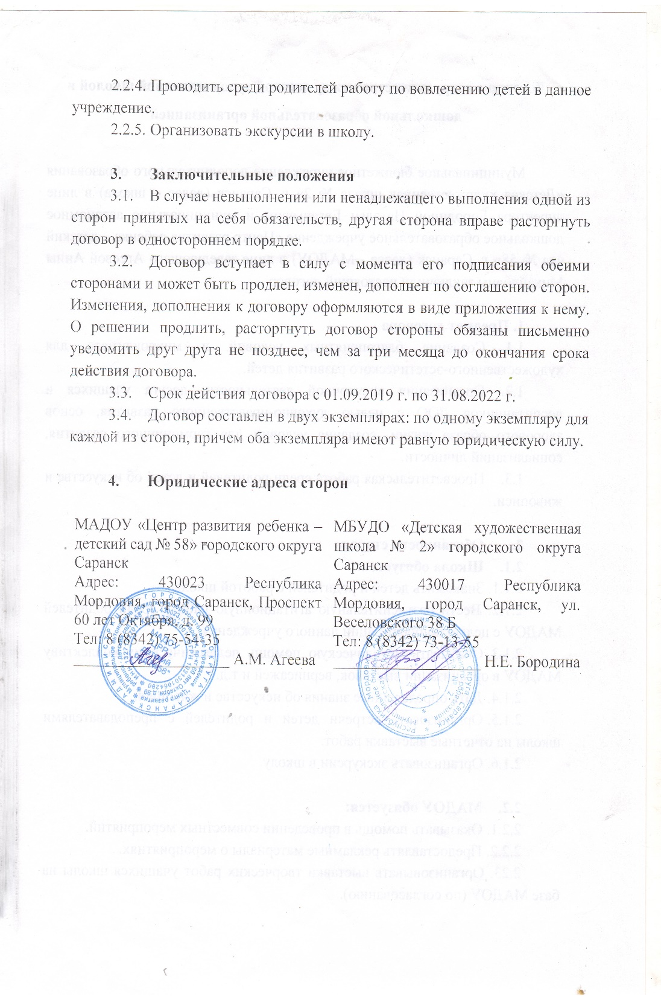 2.2.4. Проводить среди родителей работу по вовлечению детей в данное
учреждение.
2.2.5. Организовать экскурсии в школу.
3. Заключительные положения
3.1. В случае невыполнения или ненадлежащего выполнения одной из
сторон принятых на себя обязательств, другая сторона вправе расторгнуть
договор в одностороннем порядке.
3.2. Договор вступает в силу с момента его подписания обеими
сторонами и может быть продлен, изменен, дополнен по соглашению сторон.
Изменения, дополнения к договору оформляются в виде приложения к нему.
О решении продлить, расторгнуть договор стороны обязаны письменно
уведомить друг друга не позднее, чем за три месяца до окончания срока
действия договора.
3.3. Срок действия договора с 01.09.2019 г. по 31.08.2022 г.
3.4. Договор составлен в двух экземплярах: по одному экземпляру для
каждой из сторон, причем оба экземпляра имеют равную юридическую силу.
4. Юридические адреса сторон
МАДОУ «Центр развития ребенка –
детский сад № 58» городского округа
Саранск
Адрес: 430023 Республика
Мордовия, город Саранск, Проспект
60 лет Октября, д. 99
Тел: 8 (8342) 75-54-35
А.М. Агеева
МБУДО «Детская художественная
школа № 2» городского округа
Саранск
Адрес: 430017 Республика
Мордовия, город Саранск, ул.
Веселовского, 38 Б
Тел: 8 (8342) 73-13-55
Н.Е. Бородина